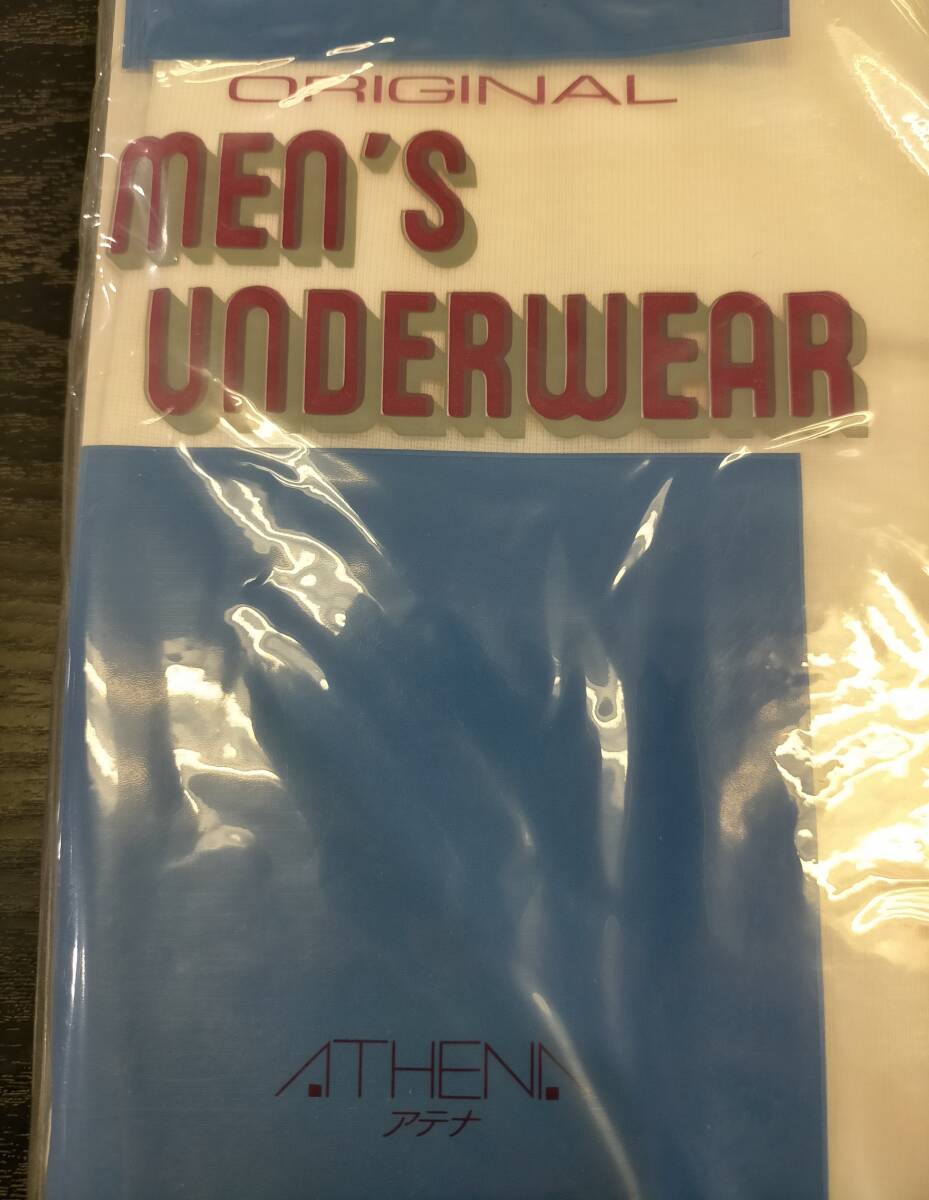 ORIGINAL
MEN'S
UNDERWEAR
ATHENA
アテナ